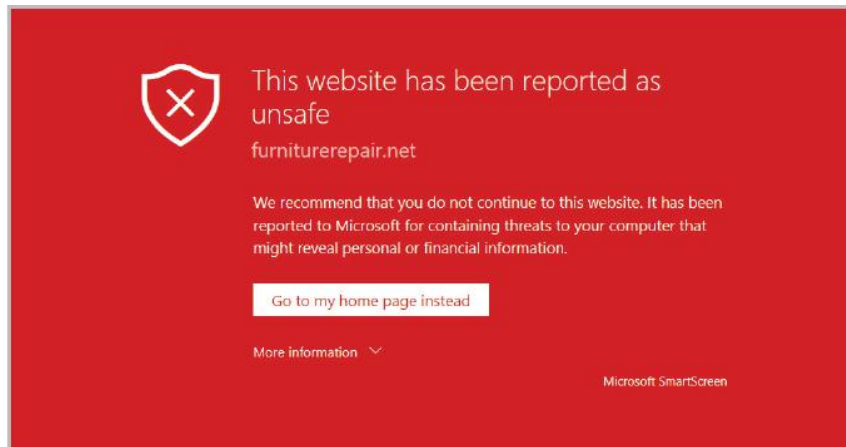 This website has been reported as
unsafe
furniturerepair.net
We recommend that you do not continue to this website. It has been
reported to Microsoft for containing threats to your computer that
might reveal personal or financial information.
Go to my home page instead
More information
Microsoft SmartScreen